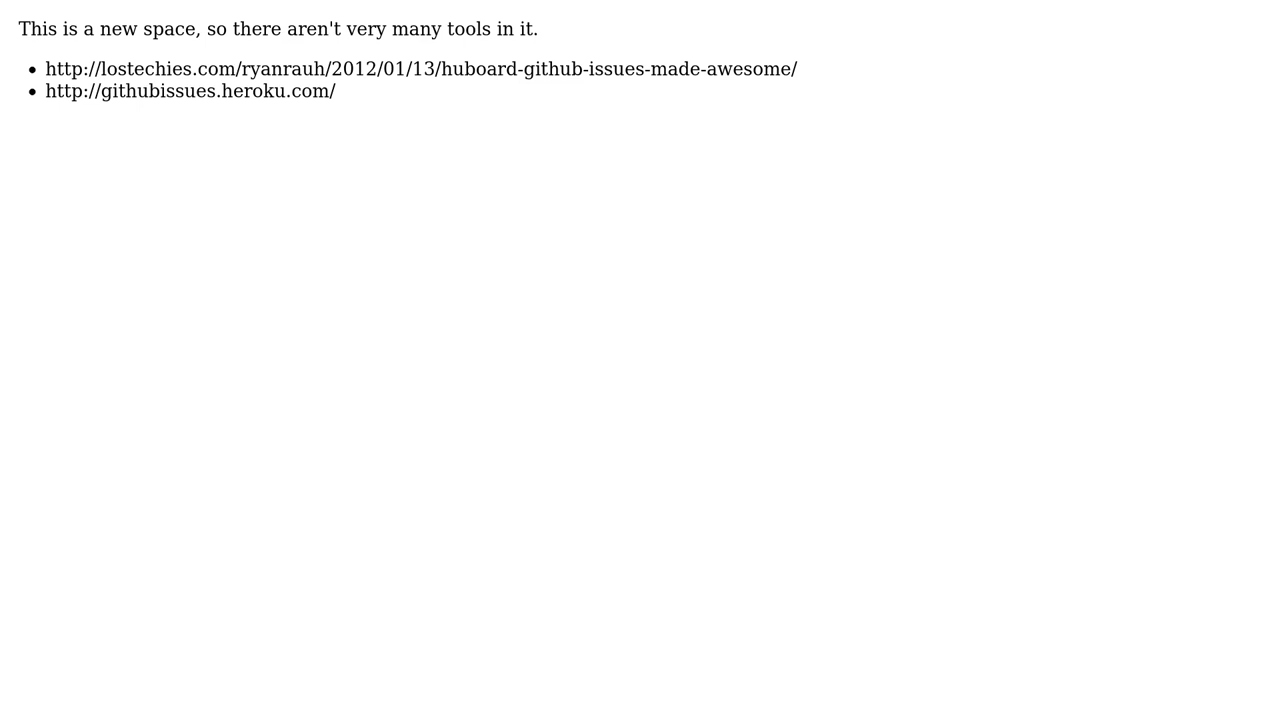 This is a new space, so there aren't very many tools in it.
http://lostechies.com/ryanrauh/2012/01/13/huboard-github-issues-made-awesome/
http://githubissues.heroku.com/